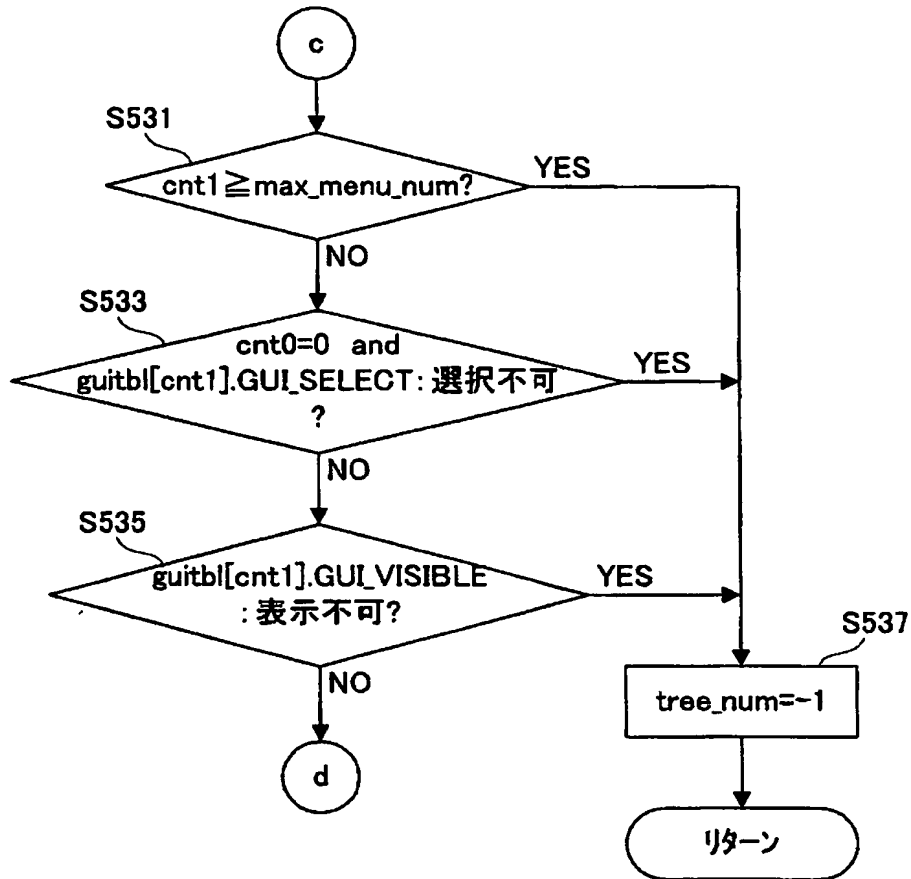 c
S531
cnt1≧max_menu_num?
YES
NO
S533
cnt0=0 and
guitbl[cnt1].GUI_SELECT:選択不可
?
YES
NO
S535
guitbl[cnt1].GUI_VISIBLE
:表示不可?
YES
NO
S537
tree_num=-1
d
リターン